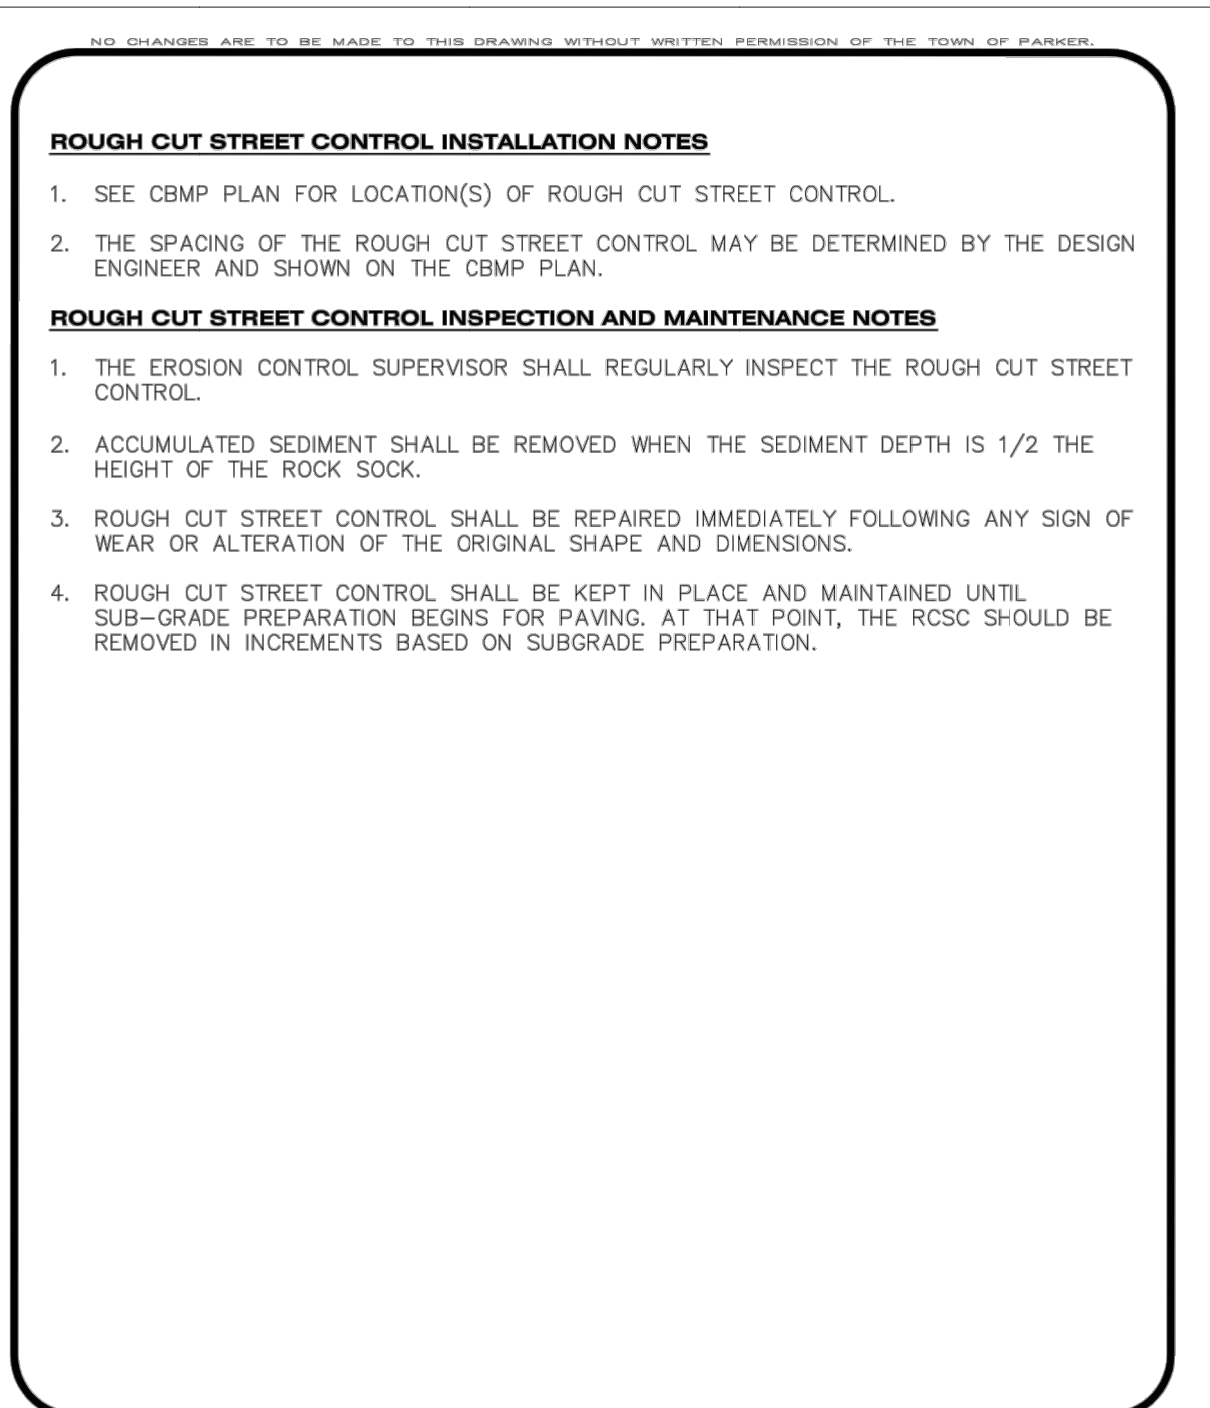 NO CHANGES ARE TO BE MADE TO THIS DRAWING WITHOUT WRITTEN PERMISSION OF THE TOWN OF PARKER.
ROUGH CUT STREET CONTROL INSTALLATION NOTES
1. SEE CBMP PLAN FOR LOCATION(S) OF ROUGH CUT STREET CONTROL.
2. THE SPACING OF THE ROUGH CUT STREET CONTROL MAY BE DETERMINED BY THE DESIGN
ENGINEER AND SHOWN ON THE CBMP PLAN.
ROUGH CUT STREET CONTROL INSPECTION AND MAINTENANCE NOTES
1. THE EROSION CONTROL SUPERVISOR SHALL REGULARLY INSPECT THE ROUGH CUT STREET
CONTROL.
2. ACCUMULATED SEDIMENT SHALL BE REMOVED WHEN THE SEDIMENT DEPTH IS 1/2 THE
HEIGHT OF THE ROCK SOCK.
3. ROUGH CUT STREET CONTROL SHALL BE REPAIRED IMMEDIATELY FOLLOWING ANY SIGN OF
WEAR OR ALTERATION OF THE ORIGINAL SHAPE AND DIMENSIONS.
4. ROUGH CUT STREET CONTROL SHALL BE KEPT IN PLACE AND MAINTAINED UNTIL
SUB-GRADE PREPARATION BEGINS FOR PAVING. AT THAT POINT, THE RCSC SHOULD BE
REMOVED IN INCREMENTS BASED ON SUBGRADE PREPARATION.